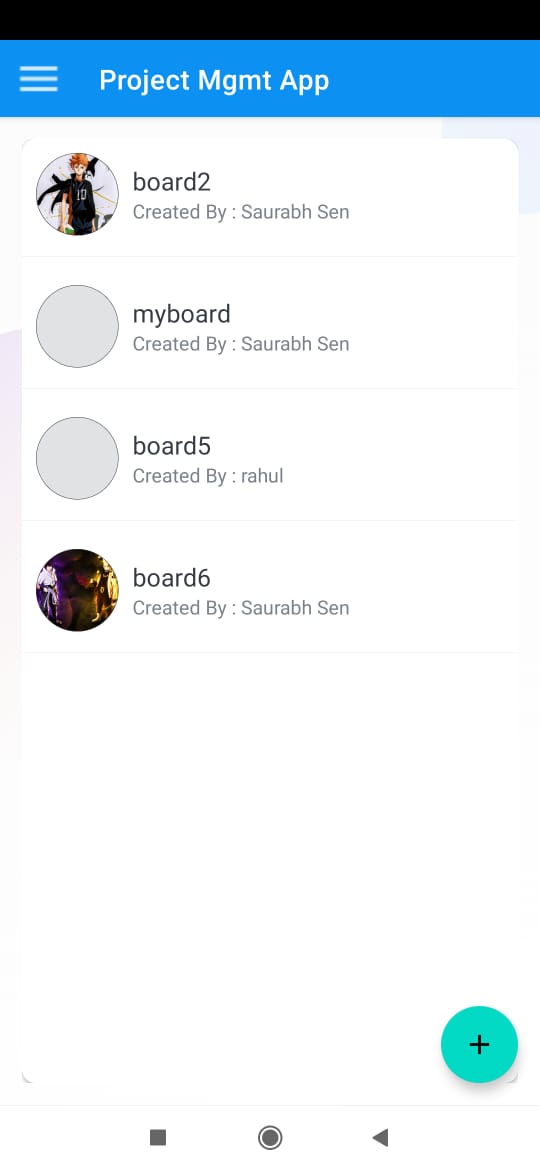 Project Mgmt App
board2
Created By : Saurabh Sen
myboard
Created By : Saurabh Sen
board5
Created By : rahul
board6
Created By : Saurabh Sen
+